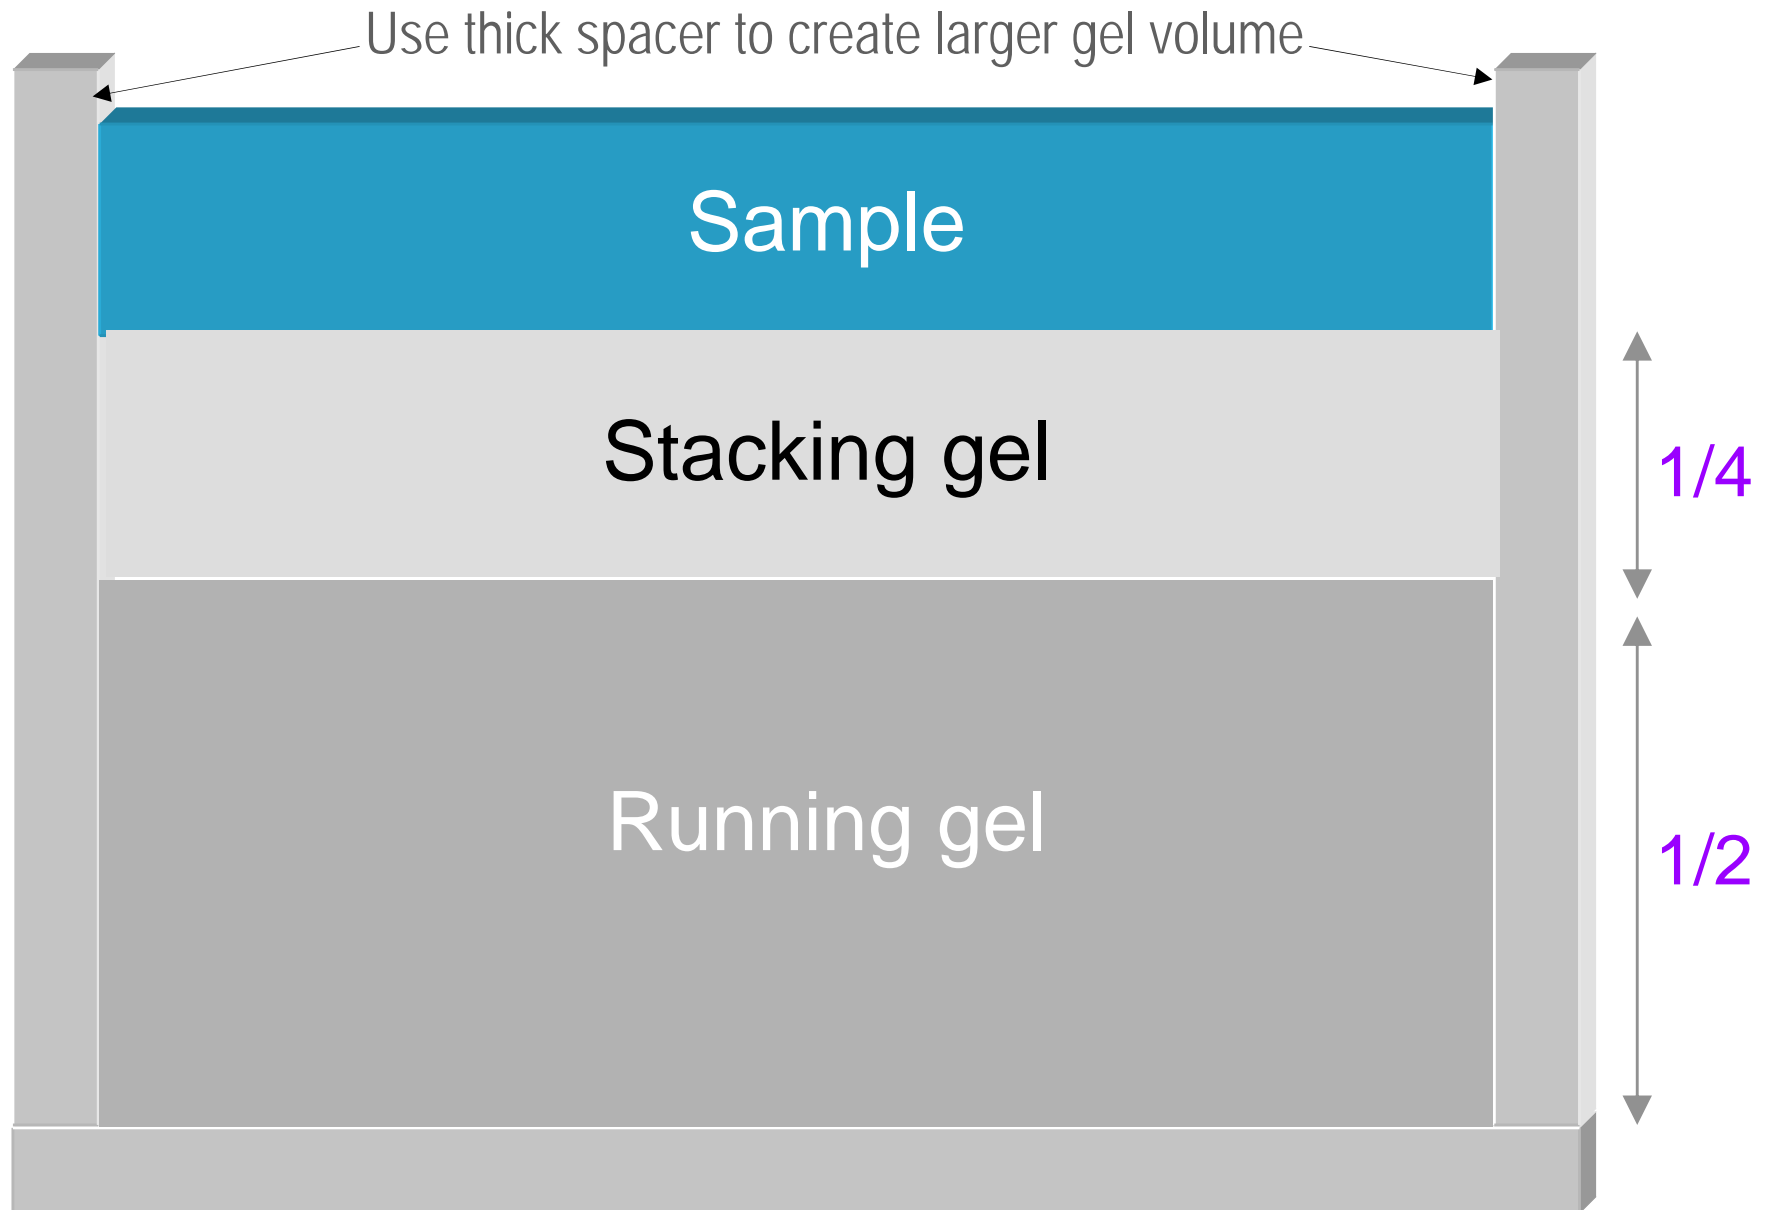 Use thick spacer to create larger gel volume
Sample
Stacking gel
1/4
Running gel
1/2